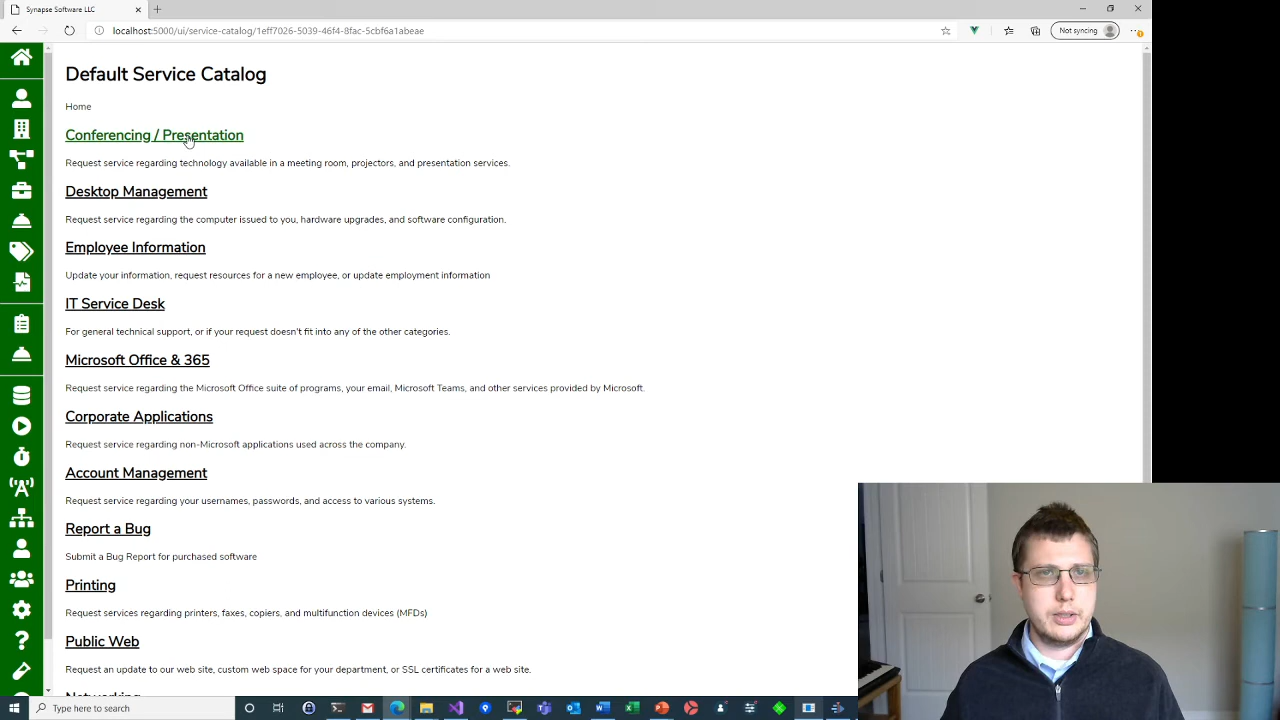 Synapse Software LLC
localhost:5000/ui/service-catalog/1eff7026-5039-46f4-8fac-5cbf6a1abeae
Not syncing
Default Service Catalog
Home
Conferencing / Presentation
Request service regarding technology available in a meeting room, projectors, and presentation services.
Desktop Management
Request service regarding the computer issued to you, hardware upgrades, and software configuration.
Employee Information
Update your information, request resources for a new employee, or update employment information
IT Service Desk
For general technical support, or if your request doesn't fit into any of the other categories.
Microsoft Office & 365
Request service regarding the Microsoft Office suite of programs, your email, Microsoft Teams, and other services provided by Microsoft.
Corporate Applications
Request service regarding non-Microsoft applications used across the company.
Account Management
Request service regarding your usernames, passwords, and access to various systems.
Report a Bug
Submit a Bug Report for purchased software
Printing
Request services regarding printers, faxes, copiers, and multifunction devices (MFDs)
Public Web
Request an update to our web site, custom web space for your department, or SSL certificates for a web site.
Networking
Type here to search